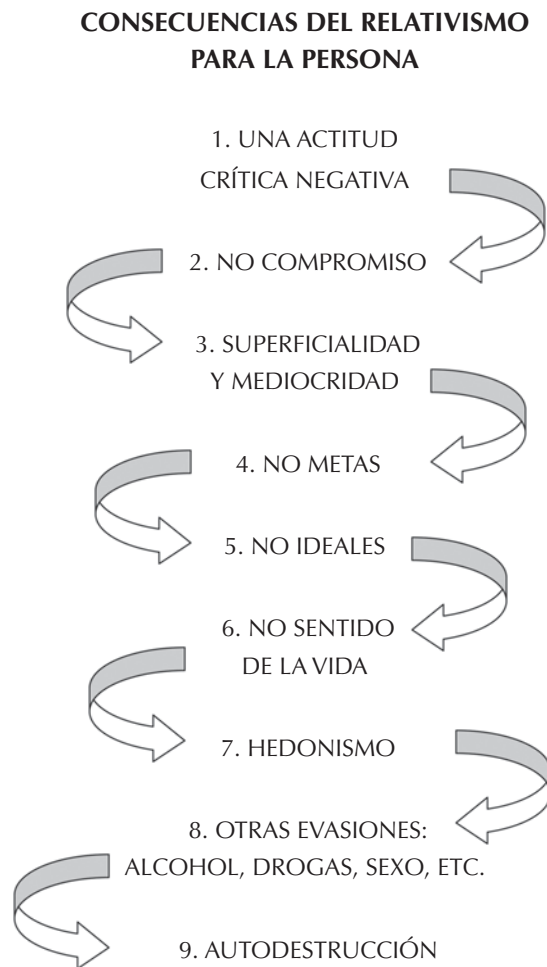 CONSECUENCIAS DEL RELATIVISMO
PARA LA PERSONA
1. UNA ACTITUD
CRÍTICA NEGATIVA
2. NO COMPROMISO
3. SUPERFICIALIDAD
Y MEDIOCRIDAD
4. NO METAS
5. NO IDEALES
6. NO SENTIDO
DE LA VIDA
7. HEDONISMO
8. OTRAS EVASIONES:
ALCOHOL, DROGAS, SEXO, ETC.
9. AUTODESTRUCCIÓN